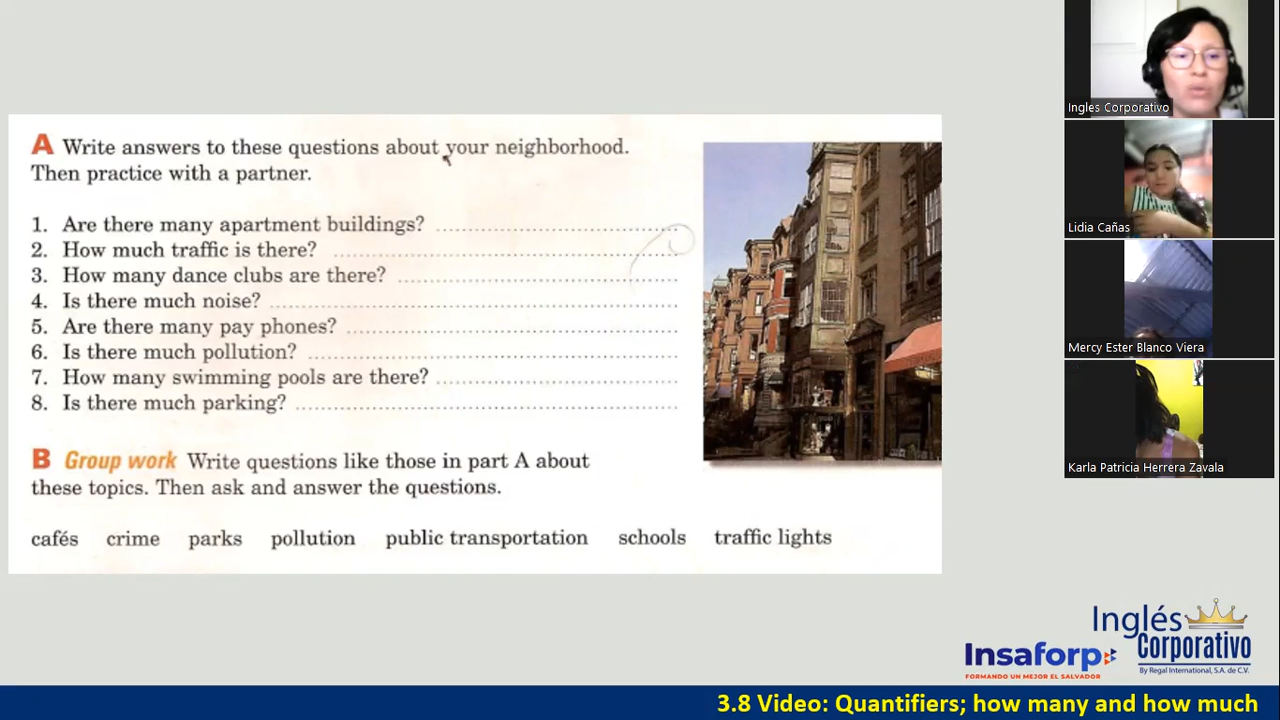 A Write answers to these questions about your neighborhood.
Then practice with a partner.
1. Are there many apartment buildings? ........................................
2. How much traffic is there? ........................................
3. How many dance clubs are there? ........................................
4. Is there much noise? ........................................
5. Are there many pay phones? ........................................
6. Is there much pollution? ........................................
7. How many swimming pools are there? ........................................
8. Is there much parking? ........................................
B Group work Write questions like those in part A about
these topics. Then ask and answer the questions.
cafés crime parks pollution public transportation schools traffic lights
Ingles Corporativo
Lidia Cañas
Mercy Ester Blanco Viera
Karla Patricia Herrera Zavala
Insaforp
FORMANDO UN MEJOR EL SALVADOR
Inglés
Corporativo
By Regal International, S.A. de C.V.
3.8 Video: Quantifiers; how many and how much